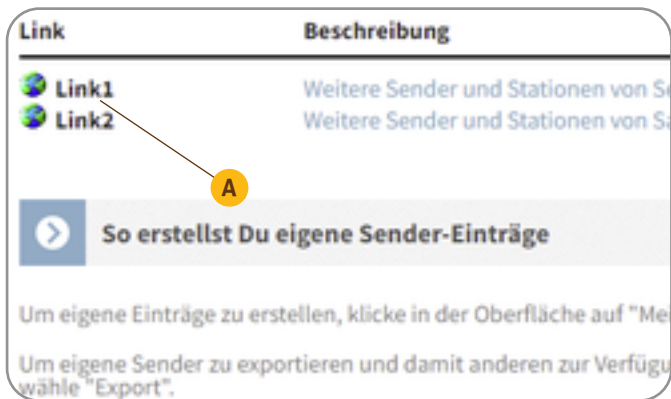 Link Beschreibung
Link1 Weitere Sender und Stationen von
Link2 Weitere Sender und Stationen von
A
So erstellst Du eigene Sender-Einträge
Um eigene Einträge zu erstellen, klicke in der Oberfläche auf "Mei
Um eigene Sender zu exportieren und damit anderen zur Verfügu
wähle "Export".